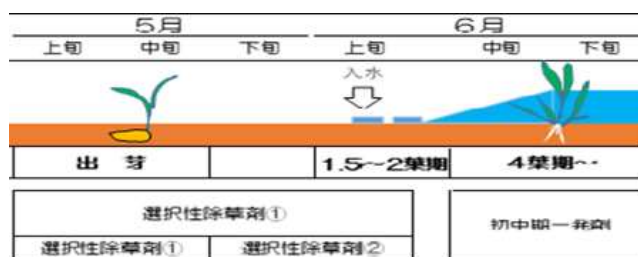 5月 6月
上旬 中旬 下旬 上旬 中旬 下旬
入水
出芽 1.5~2葉期 4葉期~
選択性除草剤① 初中期一発剤
選択性除草剤① 選択性除草剤②